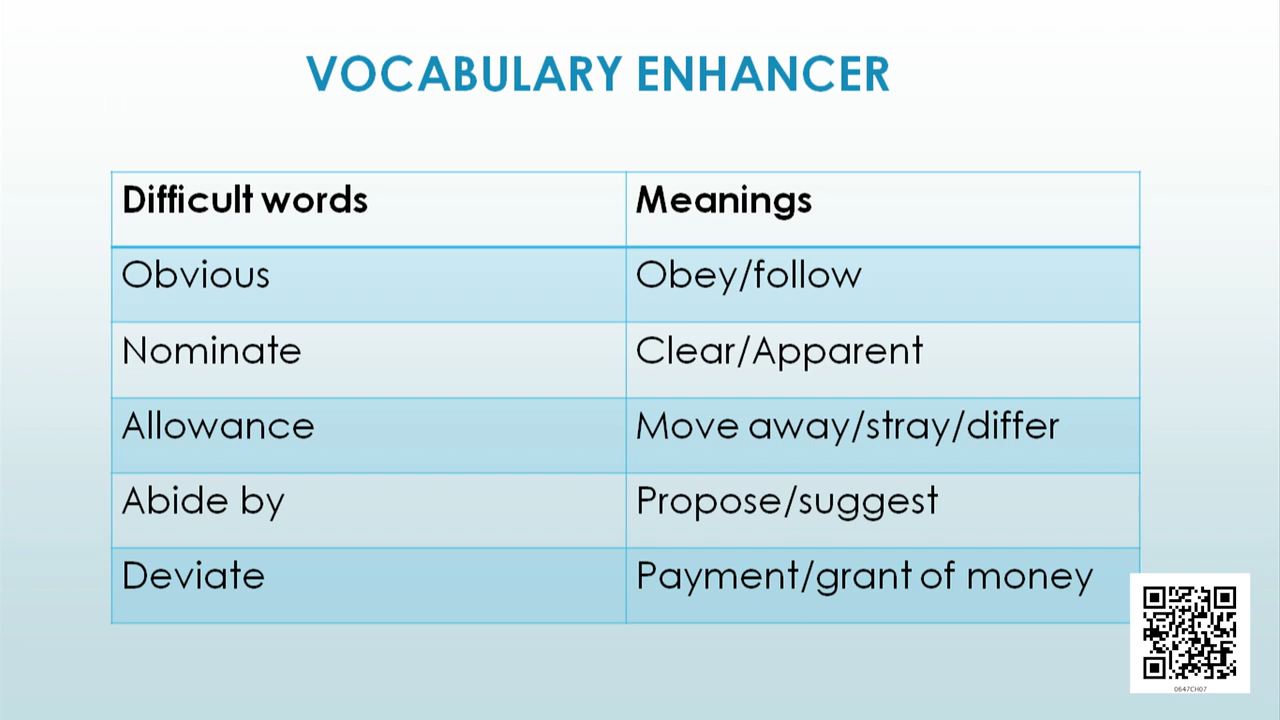 VOCABULARY ENHANCER
Difficult words Meanings
Obvious Obey/follow
Nominate Clear/Apparent
Allowance Move away/stray/differ
Abide by Propose/suggest
Deviate Payment/grant of money
0647CH07